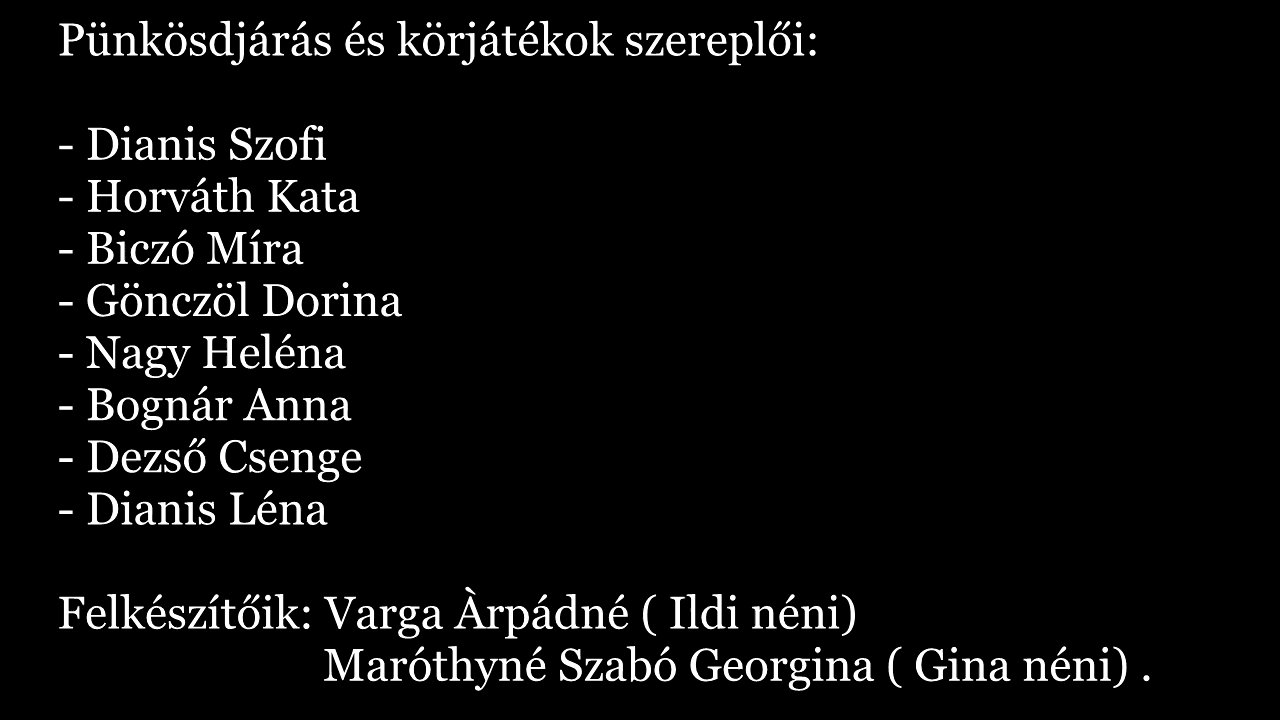 Pünkösdjárás és körjátékok szereplői:
- Dianis Szofi
- Horváth Kata
- Biczó Míra
- Gönczöl Dorina
- Nagy Heléna
- Bognár Anna
- Dezső Csenge
- Dianis Léna
Felkészítőik: Varga Àrpádné ( Ildi néni)
Maróthyné Szabó Georgina ( Gina néni) .